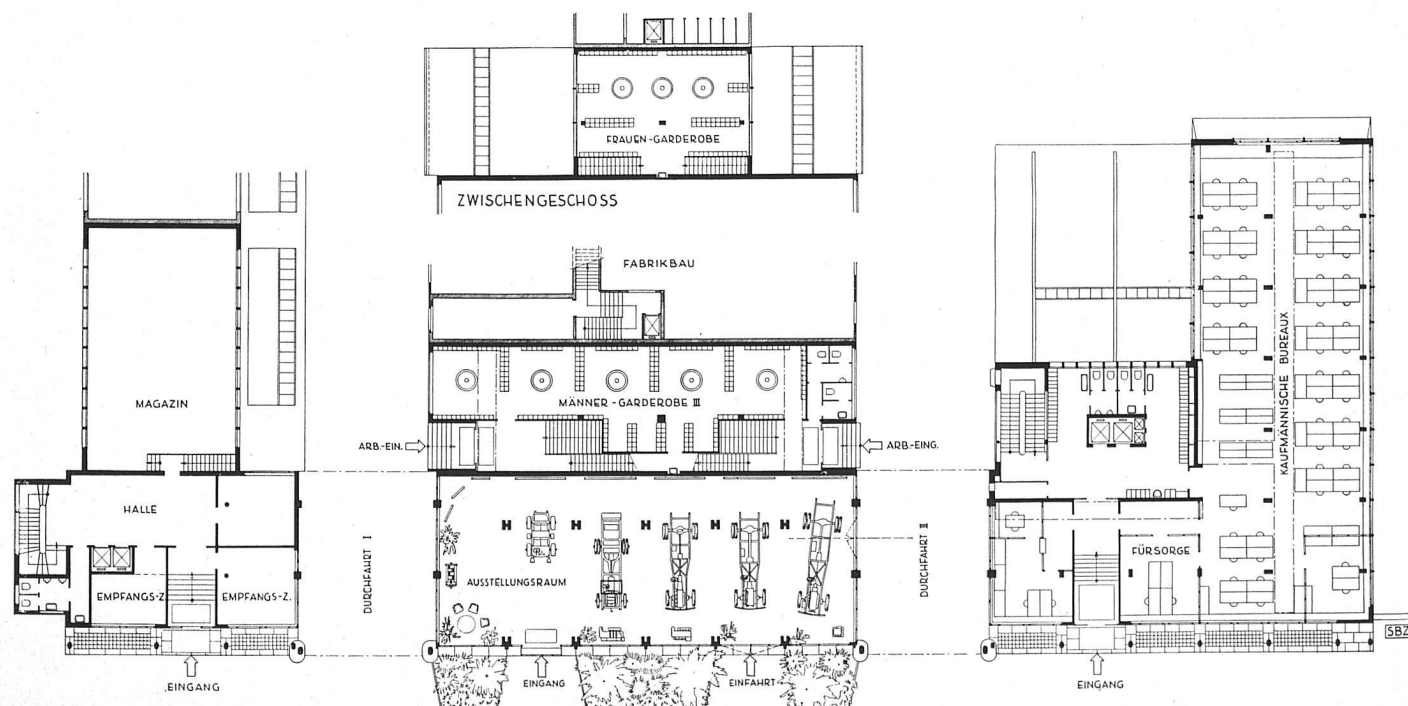 FRAUEN-GARDEROBE
ZWISCHENGESCHOSS
FABRIKBAU
MAGAZIN
MÄNNER-GARDEROBE III
ARB.-EIN.
ARB.-EING.
KAUFMÄNNISCHE BUREAUX
HALLE
DURCHFAHRT I
AUSSTELLUNGSRAUM
DURCHFAHRT II
FÜRSORGE
EMPFANGS-Z.
EMPFANGS-Z.
SBZ
EINGANG
EINGANG
EINFAHRT
EINGANG